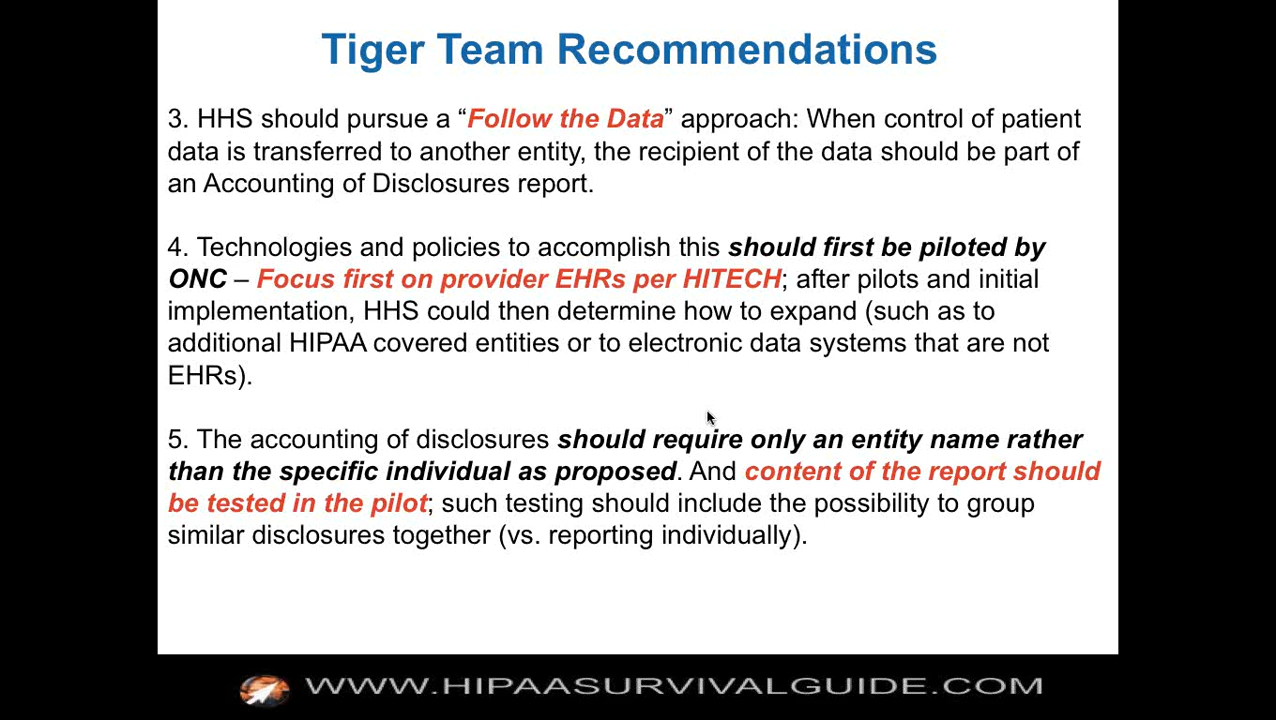 Tiger Team Recommendations
3. HHS should pursue a “Follow the Data” approach: When control of patient
data is transferred to another entity, the recipient of the data should be part of
an Accounting of Disclosures report.
4. Technologies and policies to accomplish this should first be piloted by
ONC – Focus first on provider EHRs per HITECH; after pilots and initial
implementation, HHS could then determine how to expand (such as to
additional HIPAA covered entities or to electronic data systems that are not
EHRs).
5. The accounting of disclosures should require only an entity name rather
than the specific individual as proposed. And content of the report should
be tested in the pilot; such testing should include the possibility to group
similar disclosures together (vs. reporting individually).
WWW.HIPAASURVIVALGUIDE.COM